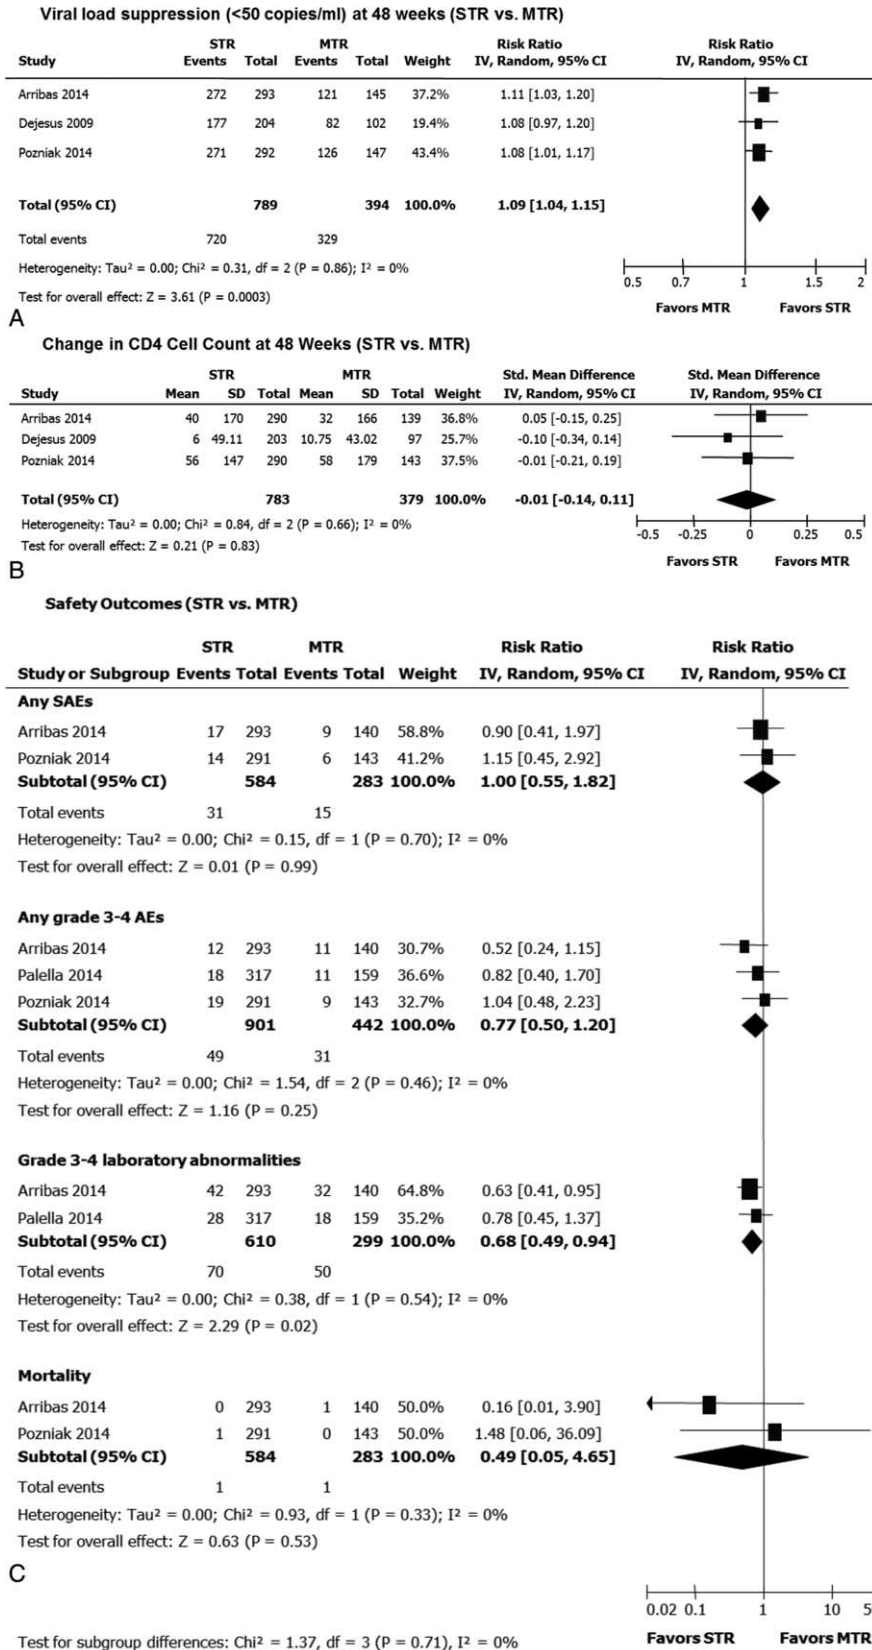 Viral load suppression (<50 copies/ml) at 48 weeks (STR vs. MTR)
STR MTR Risk Ratio Risk Ratio
Study Events Total Events Total Weight IV, Random, 95% CI IV, Random, 95% CI
Arribas 2014 272 293 121 145 37.2% 1.11 [1.03, 1.20]
Dejesus 2009 177 204 82 102 19.4% 1.08 [0.97, 1.20]
Pozniak 2014 271 292 126 147 43.4% 1.08 [1.01, 1.17]
Total (95% CI) 789 394 100.0% 1.09 [1.04, 1.15]
Total events 720 329
Heterogeneity: Tau² = 0.00; Chi² = 0.31, df = 2 (P = 0.86); I² = 0%
Test for overall effect: Z = 3.61 (P = 0.0003)
0.5 0.7 1 1.5 2
Favors MTR Favors STR
A
Change in CD4 Cell Count at 48 Weeks (STR vs. MTR)
STR MTR Std. Mean Difference Std. Mean Difference
Study Mean SD Total Mean SD Total Weight IV, Random, 95% CI IV, Random, 95% CI
Arribas 2014 40 170 290 32 166 139 36.8% 0.05 [-0.15, 0.25]
Dejesus 2009 6 49.11 203 10.75 43.02 97 25.7% -0.10 [-0.34, 0.14]
Pozniak 2014 56 147 290 58 179 143 37.5% -0.01 [-0.21, 0.19]
Total (95% CI) 783 379 100.0% -0.01 [-0.14, 0.11]
Heterogeneity: Tau² = 0.00; Chi² = 0.84, df = 2 (P = 0.66); I² = 0%
Test for overall effect: Z = 0.21 (P = 0.83)
-0.5 -0.25 0 0.25 0.5
Favors STR Favors MTR
B
Safety Outcomes (STR vs. MTR)
STR MTR Risk Ratio Risk Ratio
Study or Subgroup Events Total Events Total Weight IV, Random, 95% CI IV, Random, 95% CI
Any SAEs
Arribas 2014 17 293 9 140 58.8% 0.90 [0.41, 1.97]
Pozniak 2014 14 291 6 143 41.2% 1.15 [0.45, 2.92]
Subtotal (95% CI) 584 283 100.0% 1.00 [0.55, 1.82]
Total events 31 15
Heterogeneity: Tau² = 0.00; Chi² = 0.15, df = 1 (P = 0.70); I² = 0%
Test for overall effect: Z = 0.01 (P = 0.99)
Any grade 3-4 AEs
Arribas 2014 12 293 11 140 30.7% 0.52 [0.24, 1.15]
Palella 2014 18 317 11 159 36.6% 0.82 [0.40, 1.70]
Pozniak 2014 19 291 9 143 32.7% 1.04 [0.48, 2.23]
Subtotal (95% CI) 901 442 100.0% 0.77 [0.50, 1.20]
Total events 49 31
Heterogeneity: Tau² = 0.00; Chi² = 1.54, df = 2 (P = 0.46); I² = 0%
Test for overall effect: Z = 1.16 (P = 0.25)
Grade 3-4 laboratory abnormalities
Arribas 2014 42 293 32 140 64.8% 0.63 [0.41, 0.95]
Palella 2014 28 317 18 159 35.2% 0.78 [0.45, 1.37]
Subtotal (95% CI) 610 299 100.0% 0.68 [0.49, 0.94]
Total events 70 50
Heterogeneity: Tau² = 0.00; Chi² = 0.38, df = 1 (P = 0.54); I² = 0%
Test for overall effect: Z = 2.29 (P = 0.02)
Mortality
Arribas 2014 0 293 1 140 50.0% 0.16 [0.01, 3.90]
Pozniak 2014 1 291 0 143 50.0% 1.48 [0.06, 36.09]
Subtotal (95% CI) 584 283 100.0% 0.49 [0.05, 4.65]
Total events 1 1
Heterogeneity: Tau² = 0.00; Chi² = 0.93, df = 1 (P = 0.33); I² = 0%
Test for overall effect: Z = 0.63 (P = 0.53)
C
0.02 0.1 1 10 5
Favors STR Favors MTR
Test for subgroup differences: Chi² = 1.37, df = 3 (P = 0.71), I² = 0%